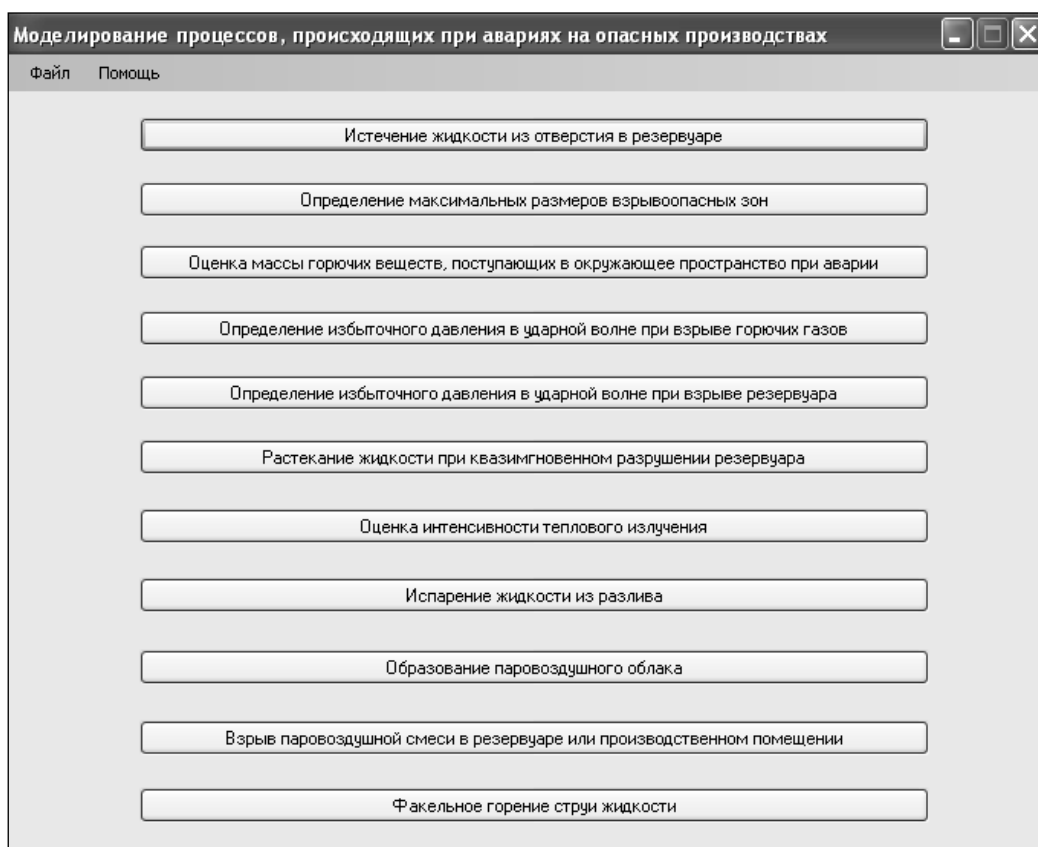 Моделирование процессов, происходящих при авариях на опасных производствах
Файл Помощь
Истечение жидкости из отверстия в резервуаре
Определение максимальных размеров взрывоопасных зон
Оценка массы горючих веществ, поступающих в окружающее пространство при аварии
Определение избыточного давления в ударной волне при взрыве горючих газов
Определение избыточного давления в ударной волне при взрыве резервуара
Растекание жидкости при квазимгновенном разрушении резервуара
Оценка интенсивности теплового излучения
Испарение жидкости из разлива
Образование паровоздушного облака
Взрыв паровоздушной смеси в резервуаре или производственном помещении
Факельное горение струи жидкости